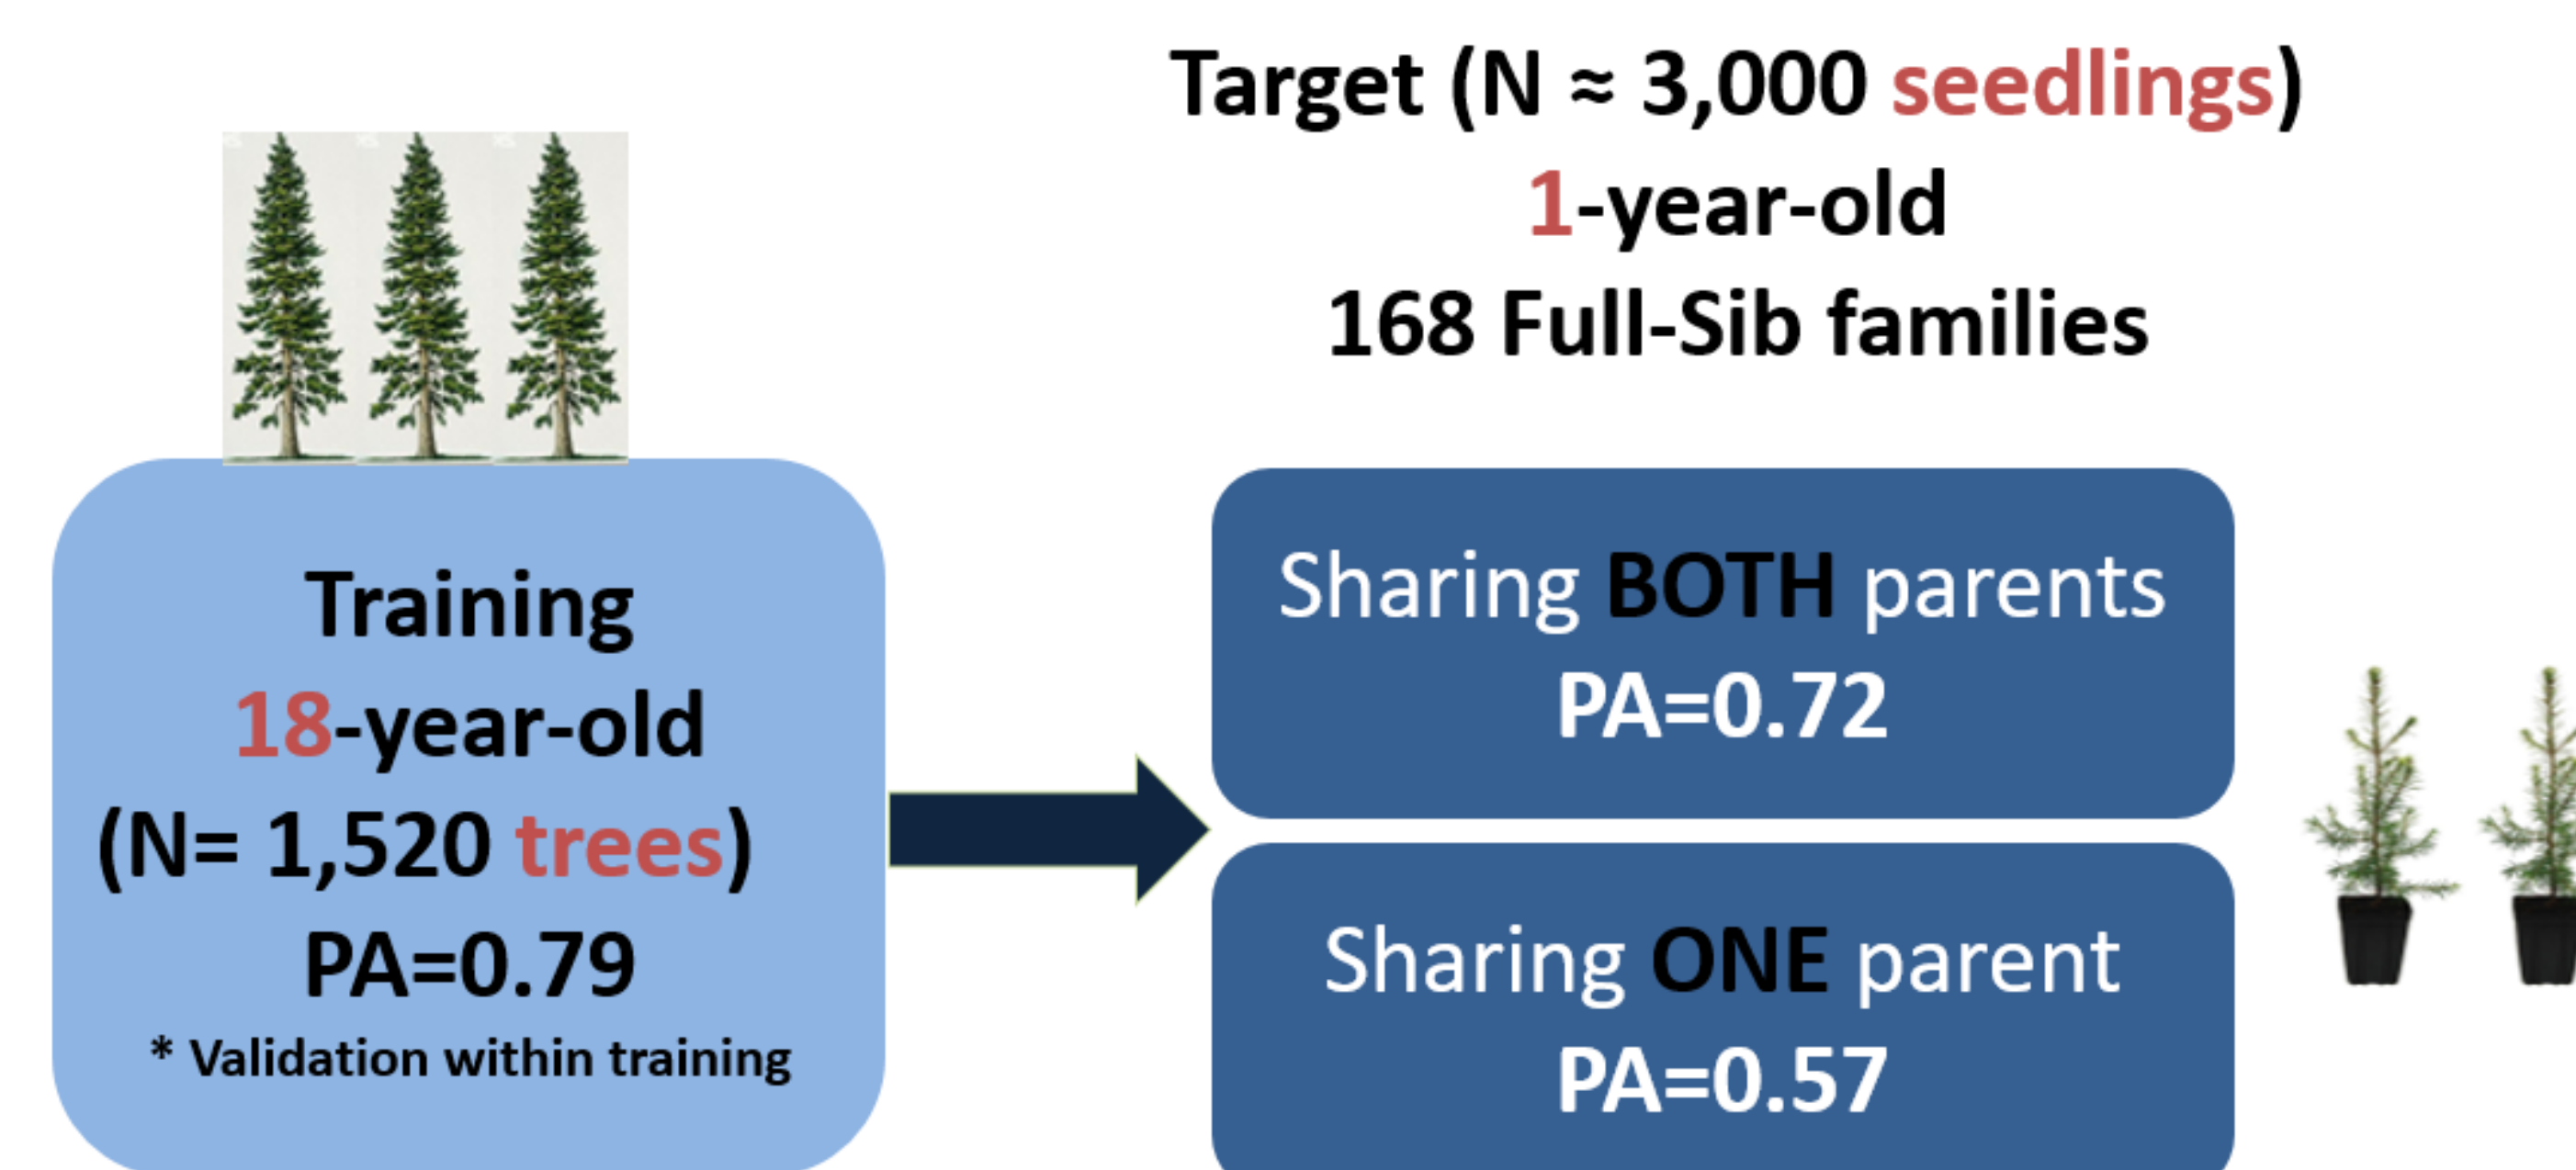 Target (N ≈ 3,000 seedlings)
1-year-old
168 Full-Sib families
Training
18-year-old
(N= 1,520 trees)
PA=0.79
* Validation within training
Sharing BOTH parents
PA=0.72
Sharing ONE parent
PA=0.57